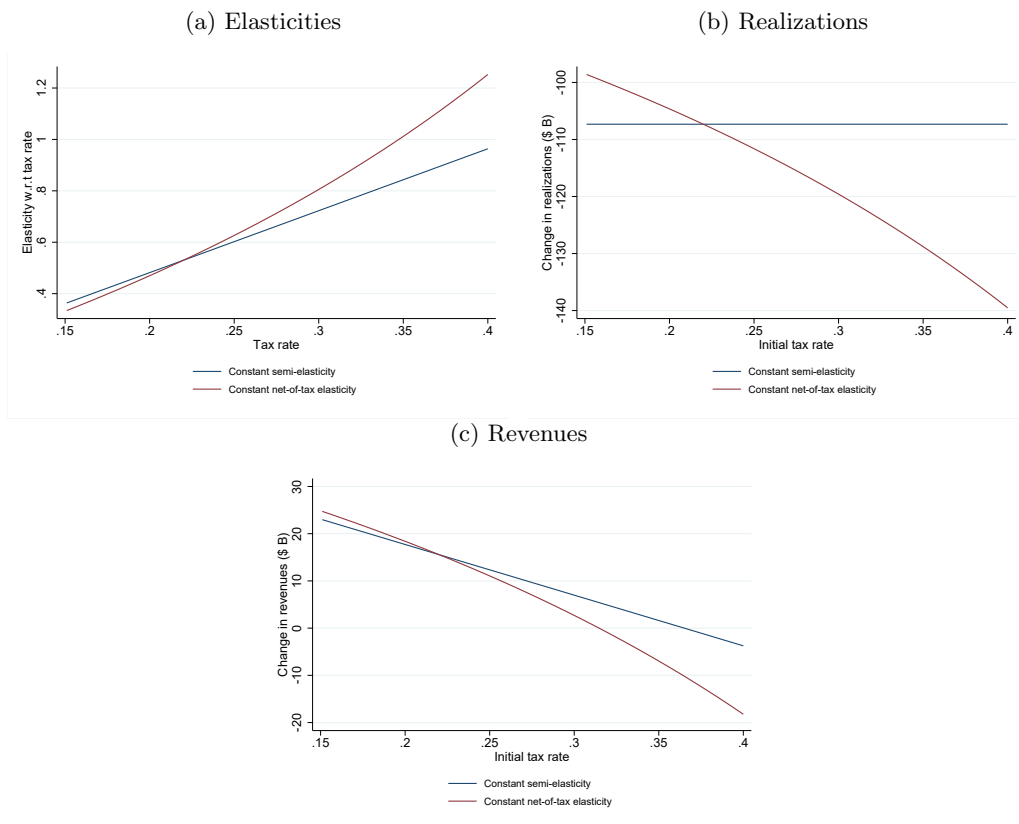 (a) Elasticities
Elasticity w.r.t tax rate
1.2
1
.8
.6
.4
.15 .2 .25 .3 .35 .4
Tax rate
Constant semi-elasticity
Constant net-of-tax elasticity
(b) Realizations
Change in realizations ($ B)
-100
-110
-120
-130
-140
.15 .2 .25 .3 .35 .4
Initial tax rate
Constant semi-elasticity
Constant net-of-tax elasticity
(c) Revenues
Change in revenues ($ B)
30
20
10
0
-10
-20
.15 .2 .25 .3 .35 .4
Initial tax rate
Constant semi-elasticity
Constant net-of-tax elasticity